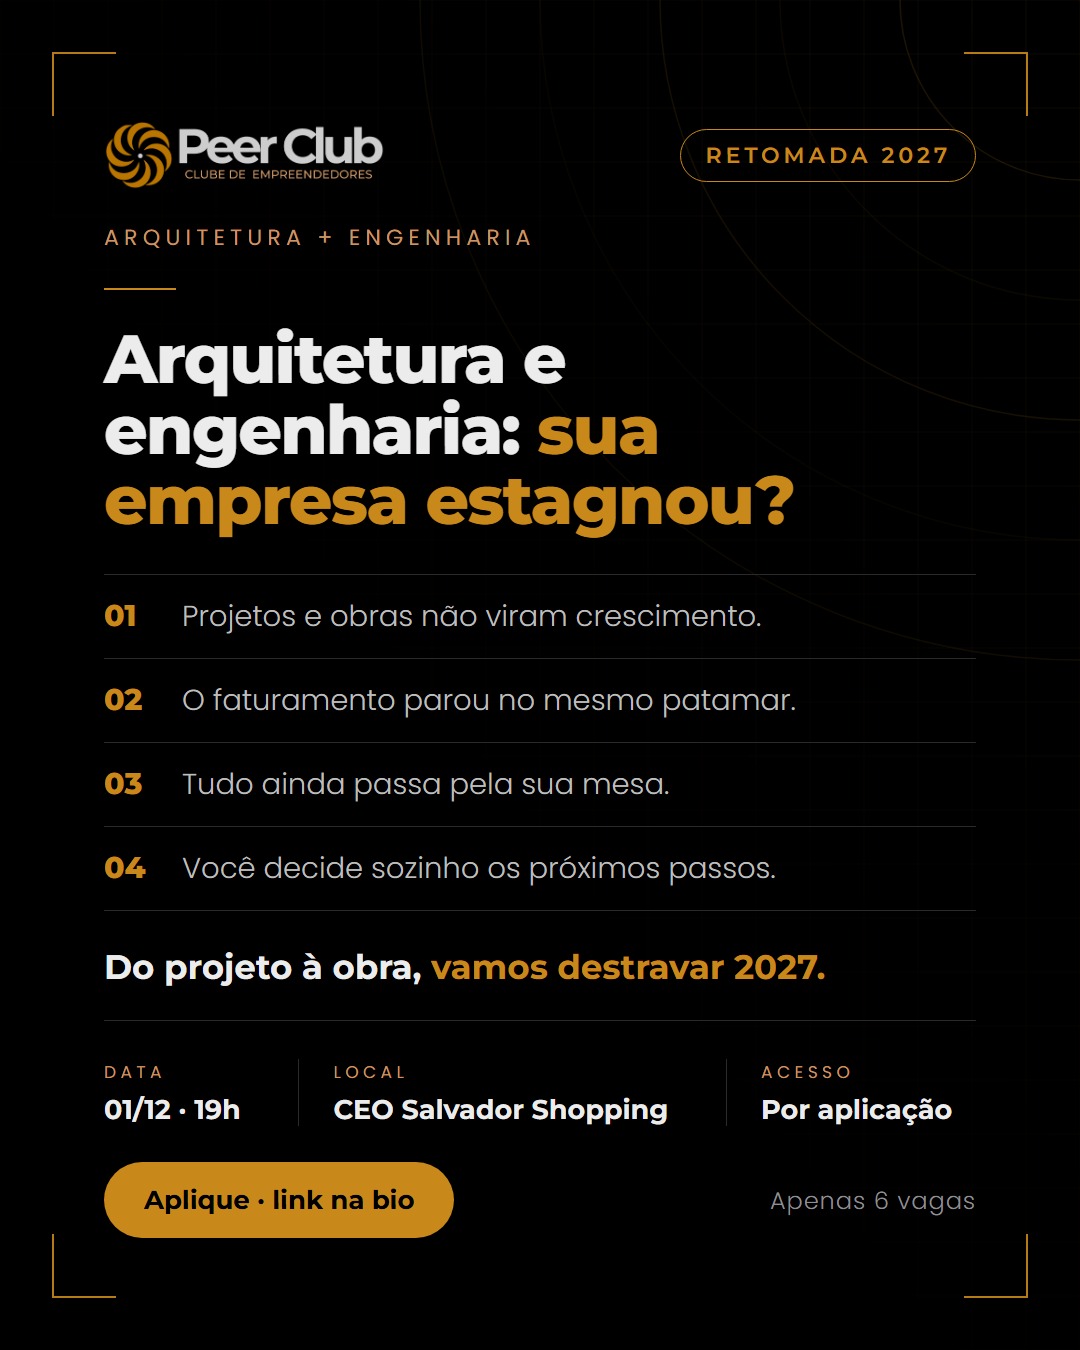 Peer Club
CLUBE DE EMPREENDEDORES
RETOMADA 2027
ARQUITETURA + ENGENHARIA
Arquitetura e
engenharia: sua
empresa estagnou?
01 Projetos e obras não viram crescimento.
02 O faturamento parou no mesmo patamar.
03 Tudo ainda passa pela sua mesa.
04 Você decide sozinho os próximos passos.
Do projeto à obra, vamos destravar 2027.
DATA
01/12 · 19h
LOCAL
CEO Salvador Shopping
ACESSO
Por aplicação
Aplique · link na bio
Apenas 6 vagas